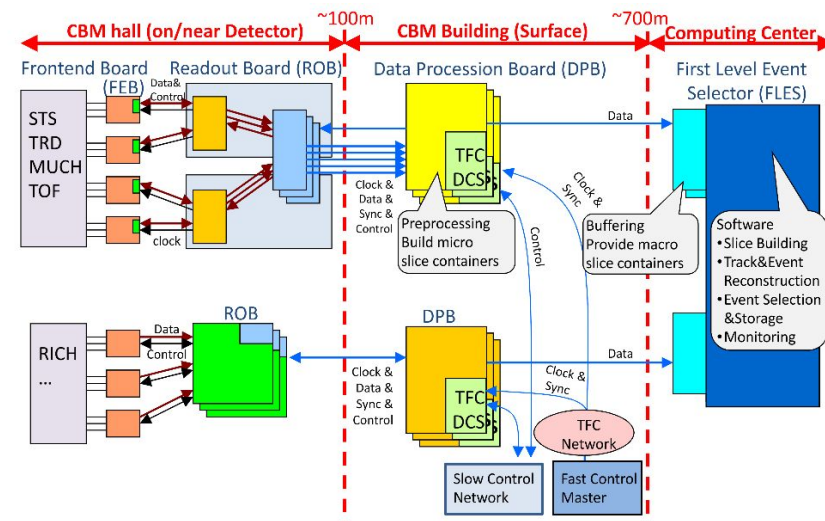 ~100m
~700m
CBM hall (on/near Detector)
CBM Building (Surface)
Computing Center
Frontend Board
(FEB)
Readout Board (ROB)
Data Procession Board (DPB)
First Level Event
Selector (FLES)
Data&
Control
STS
TRD
MUCH
TOF
clock
Clock &
Data &
Sync &
Control
TFC
DCS
Preprocessing
Build micro
slice containers
Data
Clock &
Sync
Control
Buffering
Provide macro
slice containers
Software
•Slice Building
•Track&Event
Reconstruction
•Event Selection
&Storage
•Monitoring
ROB
DPB
RICH
...
Data
Control
Clock &
Data &
Sync &
Control
TFC
DCS
Data
Clock &
Sync
TFC
Network
Slow Control
Network
Fast Control
Master